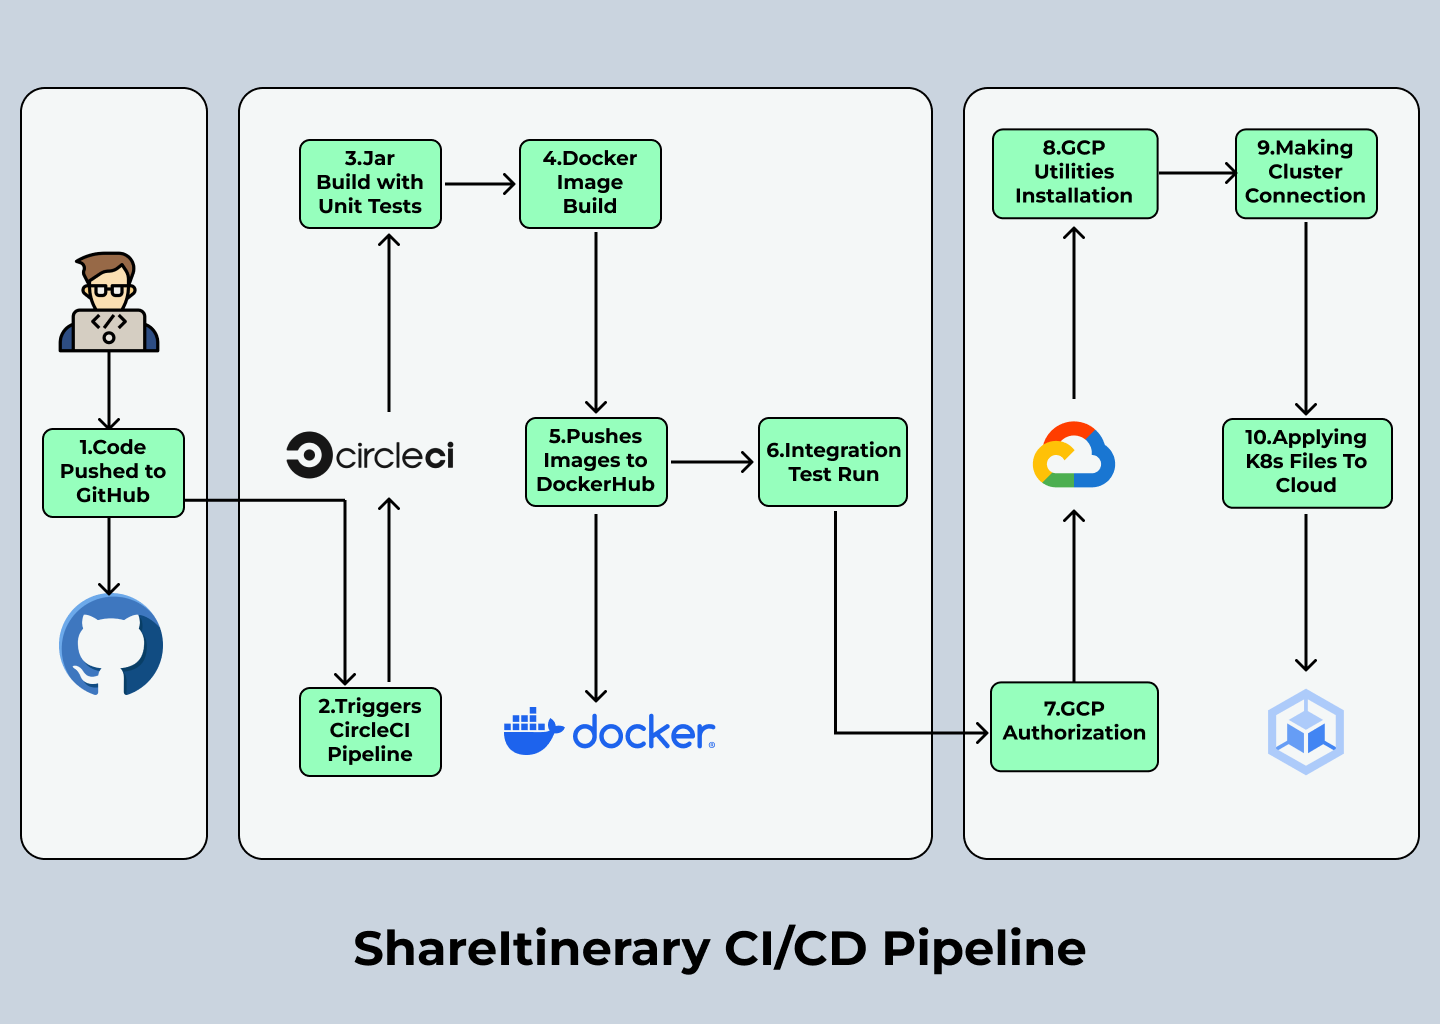 1.Code
Pushed to
GitHub
2.Triggers
CircleCI
Pipeline
circleci
3.Jar
Build with
Unit Tests
4.Docker
Image
Build
5.Pushes
Images to
DockerHub
docker®
6.Integration
Test Run
7.GCP
Authorization
8.GCP
Utilities
Installation
9.Making
Cluster
Connection
10.Applying
K8s Files To
Cloud
ShareItinerary CI/CD Pipeline